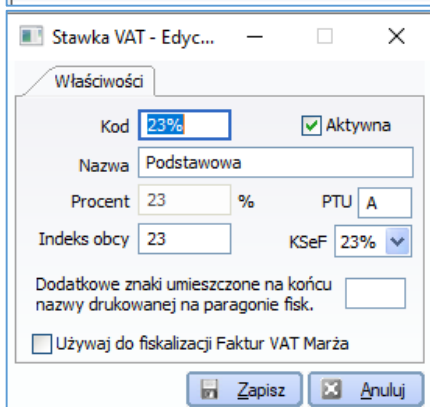 Stawka VAT - Edyc...
Właściwości
Kod 23% Aktywna
Nazwa Podstawowa
Procent 23 % PTU A
Indeks obcy 23 KSeF 23%
Dodatkowe znaki umieszczone na końcu
nazwy drukowanej na paragonie fisk.
Używaj do fiskalizacji Faktur VAT Marża
Zapisz Anuluj